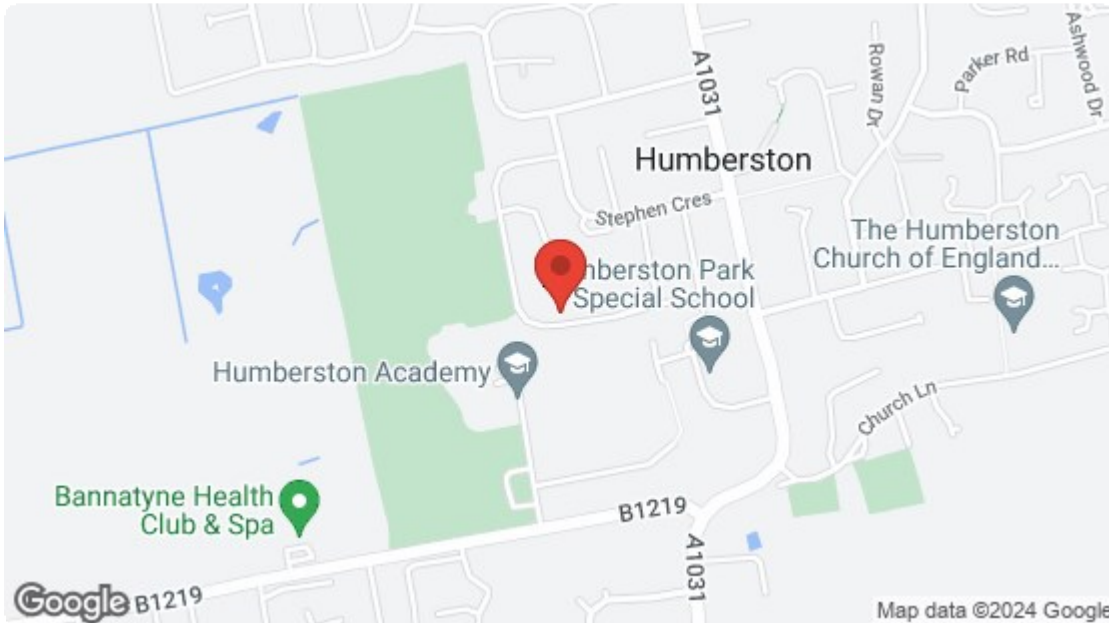 A1031
Rowan Dr
Parker Rd
Ashwood Dr
Humberston
Stephen Cres
The Humberston
Church of England...
mberston Park
Special School
Humberston Academy
Church Ln
Bannatyne Health
Club & Spa
B1219
A1031
Google
B1219
Map data ©2024 Google